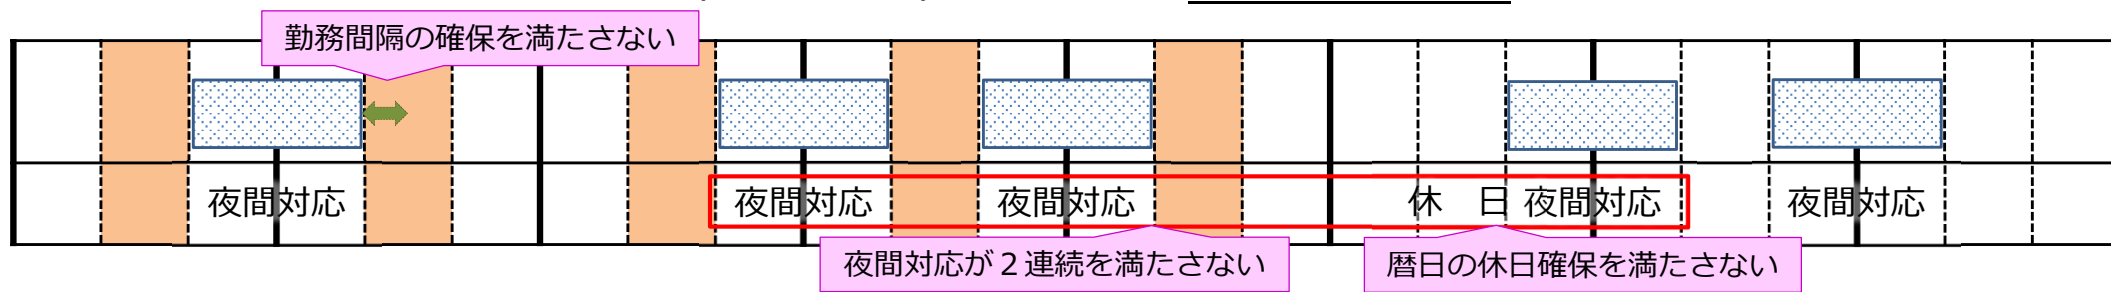 勤務間隔の確保を満たさない
夜間対応 夜間対応 夜間対応 休 日 夜間対応 夜間対応
夜間対応が２連続を満たさない 暦日の休日確保を満たさない